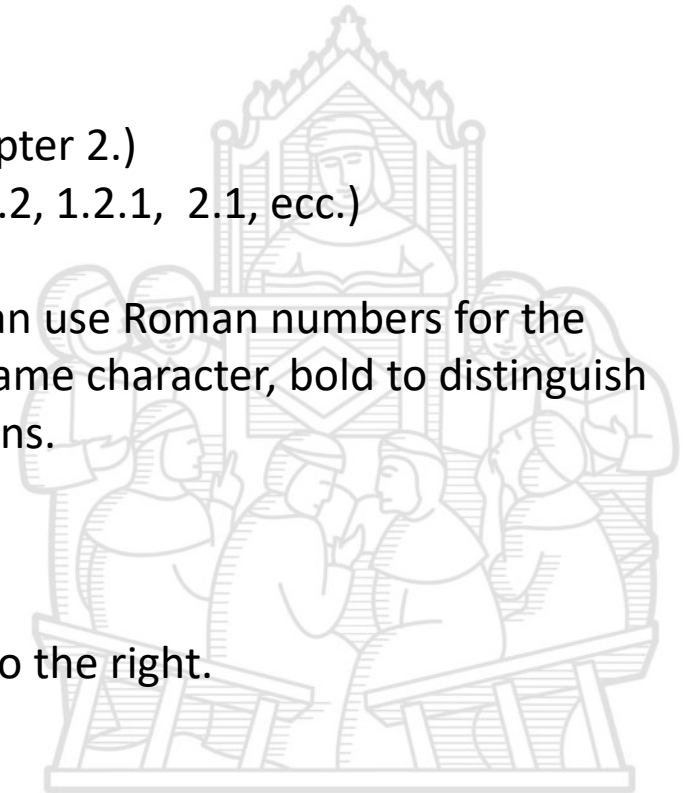 pter 2.)
.2, 1.2.1, 2.1, ecc.)
an use Roman numbers for the
ame character, bold to distinguish
ns.
o the right.